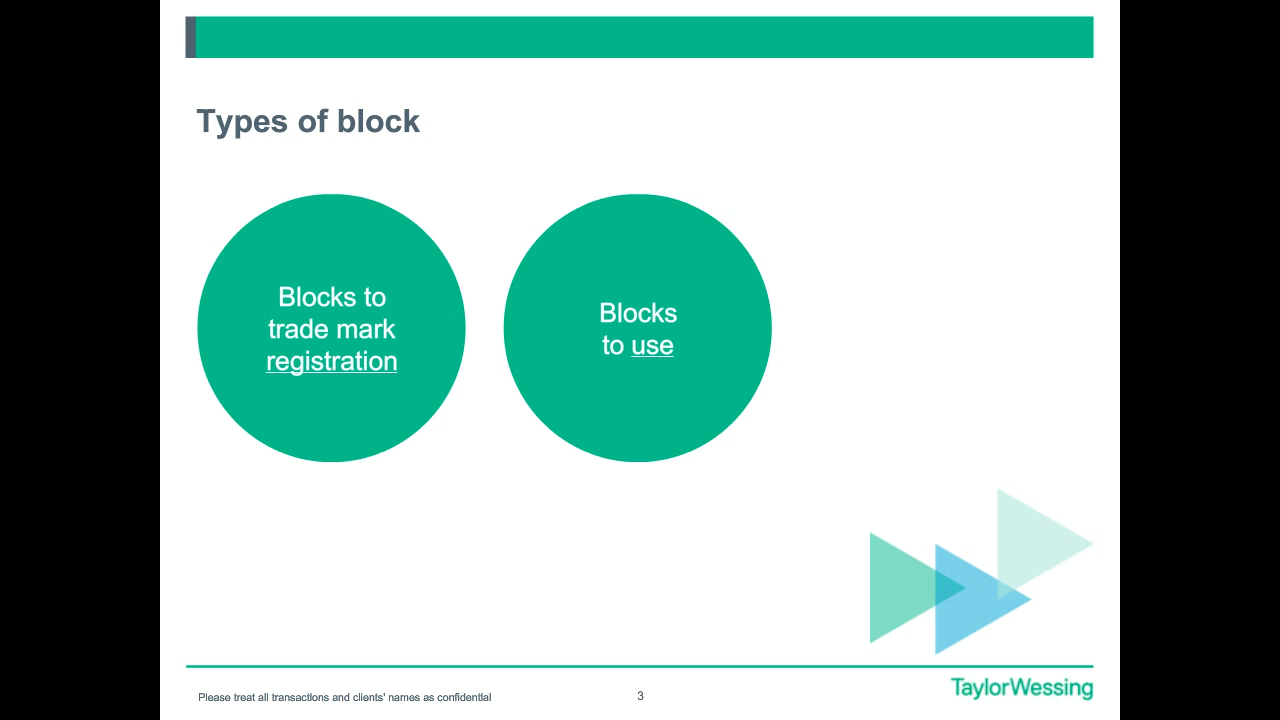 Types of block
Blocks to
trade mark
registration
Blocks
to use
Please treat all transactions and clients' names as confidential
3
TaylorWessing